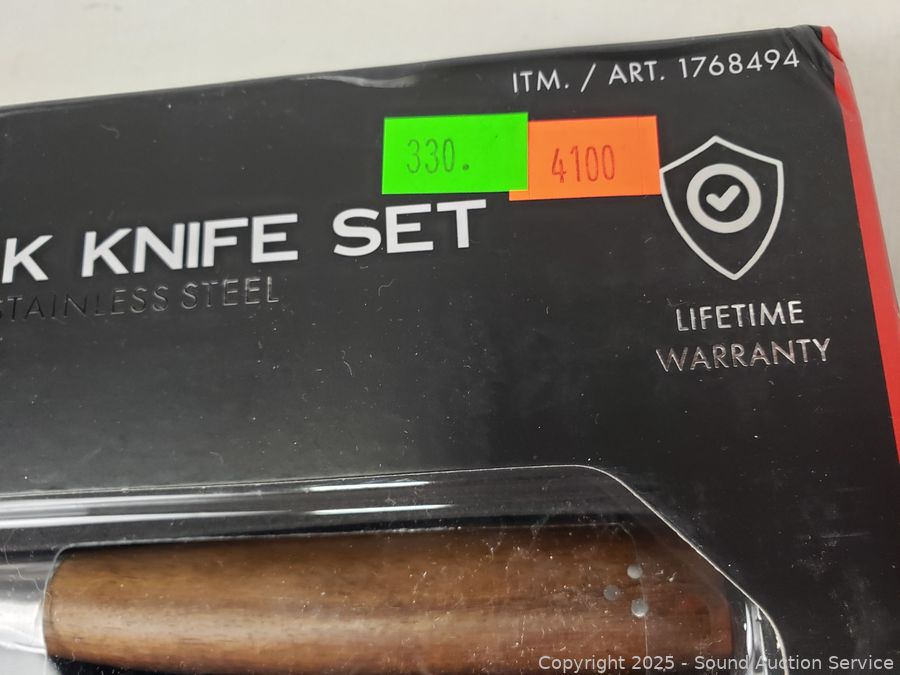 ITM. / ART. 1768494
330.
4100
K KNIFE SET
STAINLESS STEEL
LIFETIME
WARRANTY
Copyright 2025 - Sound Auction Service